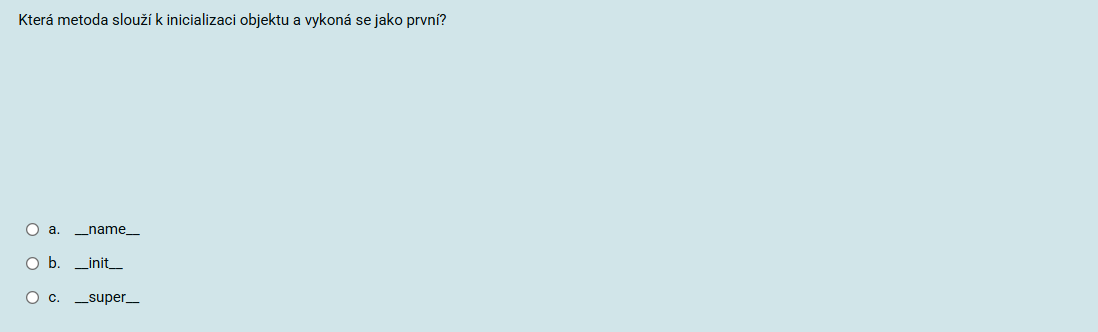 Která metoda slouží k inicializaci objektu a vykoná se jako první?
a. __name__
b. __init__
c. __super__